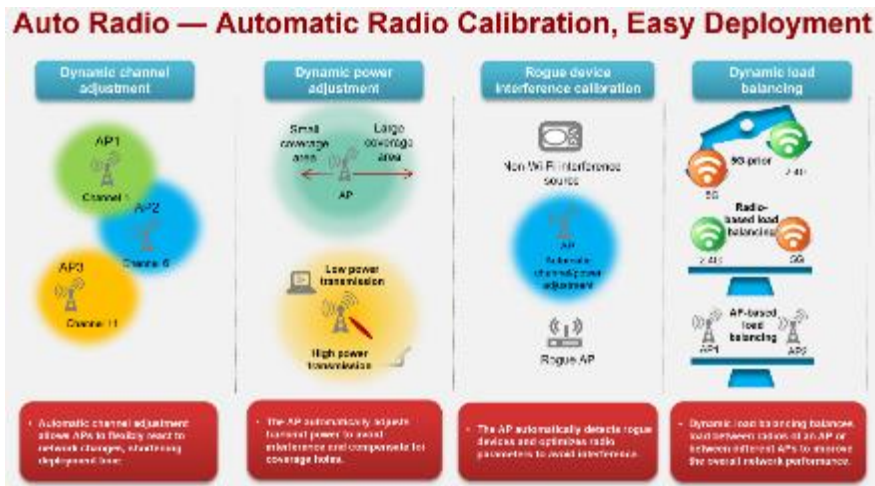 Auto Radio — Automatic Radio Calibration, Easy Deployment
Dynamic channel
adjustment
AP1
Channel 1
AP2
Channel 6
AP3
Channel 11
• Automatic channel adjustment
allows APs to flexibly react to
network changes, shortening
deployment time.
Dynamic power
adjustment
Small
coverage
area
Large
coverage
area
AP
Low power
transmission
High power
transmission
• The AP automatically adjusts
transmit power to avoid
interference and compensate for
coverage holes.
Rogue device
interference calibration
Non-Wi-Fi interference
source
AP
Automatic
channel/power
adjustment
Rogue AP
• The AP automatically detects rogue
devices and optimizes radio
parameters to avoid interference.
Dynamic load
balancing
5G-prior
5G
2.4G
Radio-
based load
balancing
2.4G
5G
AP-based
load
balancing
AP1
AP2
• Dynamic load balancing balances
load between radios of an AP or
between different APs to improve
the overall network performance.